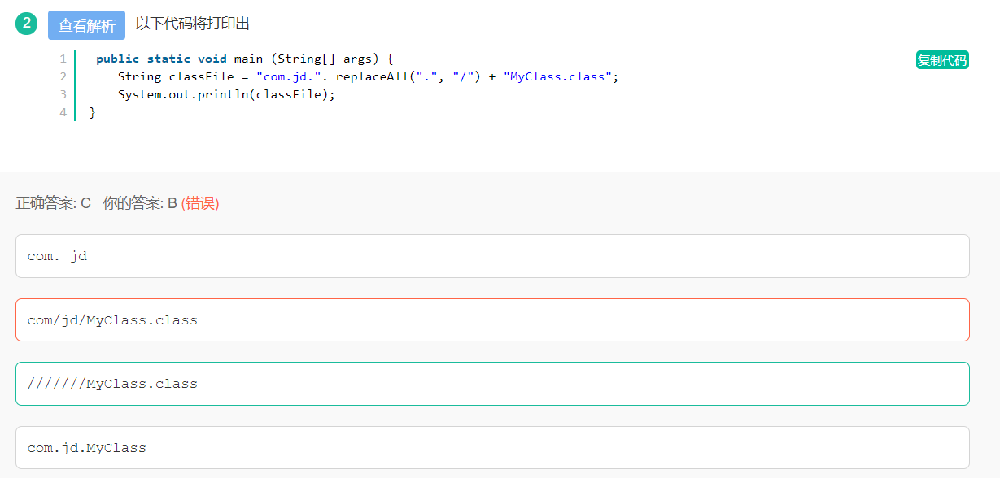 2 查看解析 以下代码将打印出
复制代码
1 public static void main (String[] args) {
2 String classFile = "com.jd.". replaceAll(".", "/") + "MyClass.class";
3 System.out.println(classFile);
4 }
正确答案: C 你的答案: B (错误)
com. jd
com/jd/MyClass.class
///////MyClass.class
com.jd.MyClass